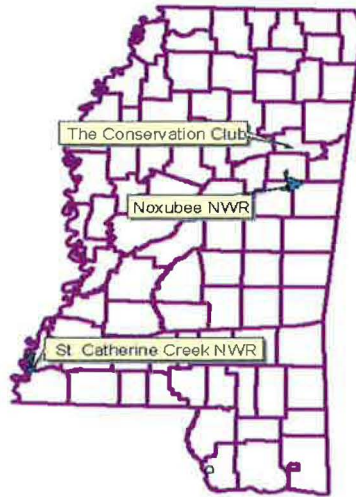 The Conservation Club
Noxubee NWR
St. Catherine Creek NWR